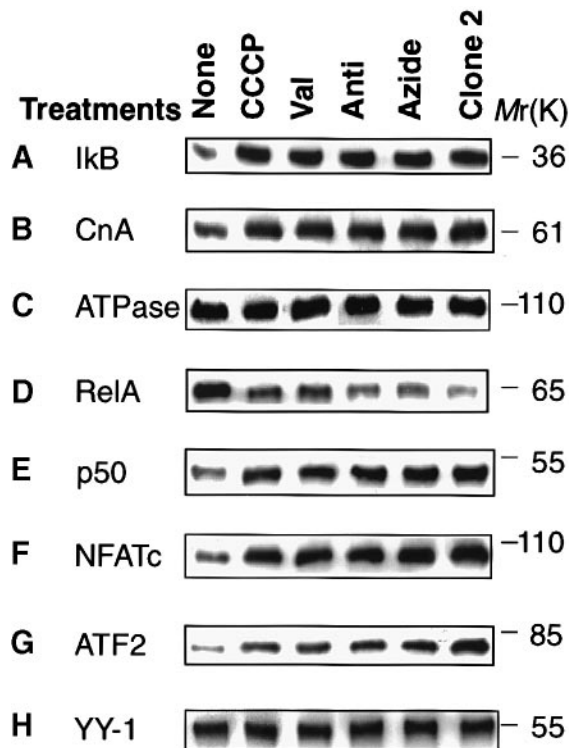 None CCCP Val Anti Azide Clone 2
Treatments Mr(K)
A IkB – 36
B CnA – 61
C ATPase –110
D RelA – 65
E p50 – 55
F NFATc –110
G ATF2 – 85
H YY-1 – 55